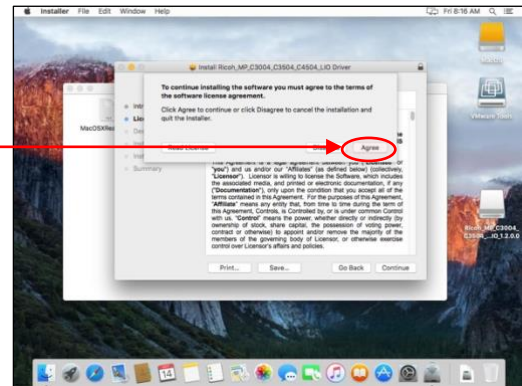 Installer File Edit Window Help
Fri 8:16 AM
Install Ricoh_MP_C3004_C3504_C4504_LIO Driver
To continue installing the software you must agree to the terms of
the software license agreement.
Click Agree to continue or click Disagree to cancel the installation and
quit the Installer.
Read License
Agree
Summary
"you") and us and/or our "Affiliates" (as defined below) (collectively,
"Licensor"). Licensor is willing to license the Software, which includes
the associated media, and printed or electronic documentation, if any
("Documentation"), only upon the condition that you accept all of the
terms contained in this Agreement. For the purposes of this Agreement,
"Affiliate" means any entity that, from time to time during the term of
this Agreement, Controls, is Controlled by, or is under common Control
with us. "Control" means the power, whether directly or indirectly (by
ownership of stock, share capital, the possession of voting power,
contract or otherwise) to appoint and/or remove the majority of the
members of the governing body of Licensor, or otherwise exercise
control over Licensor's affairs and policies.
Print... Save... Go Back Continue
MacOS
VMware Tools
Ricoh_MP_C3004_
C3504_...IO_1.2.0.0
14